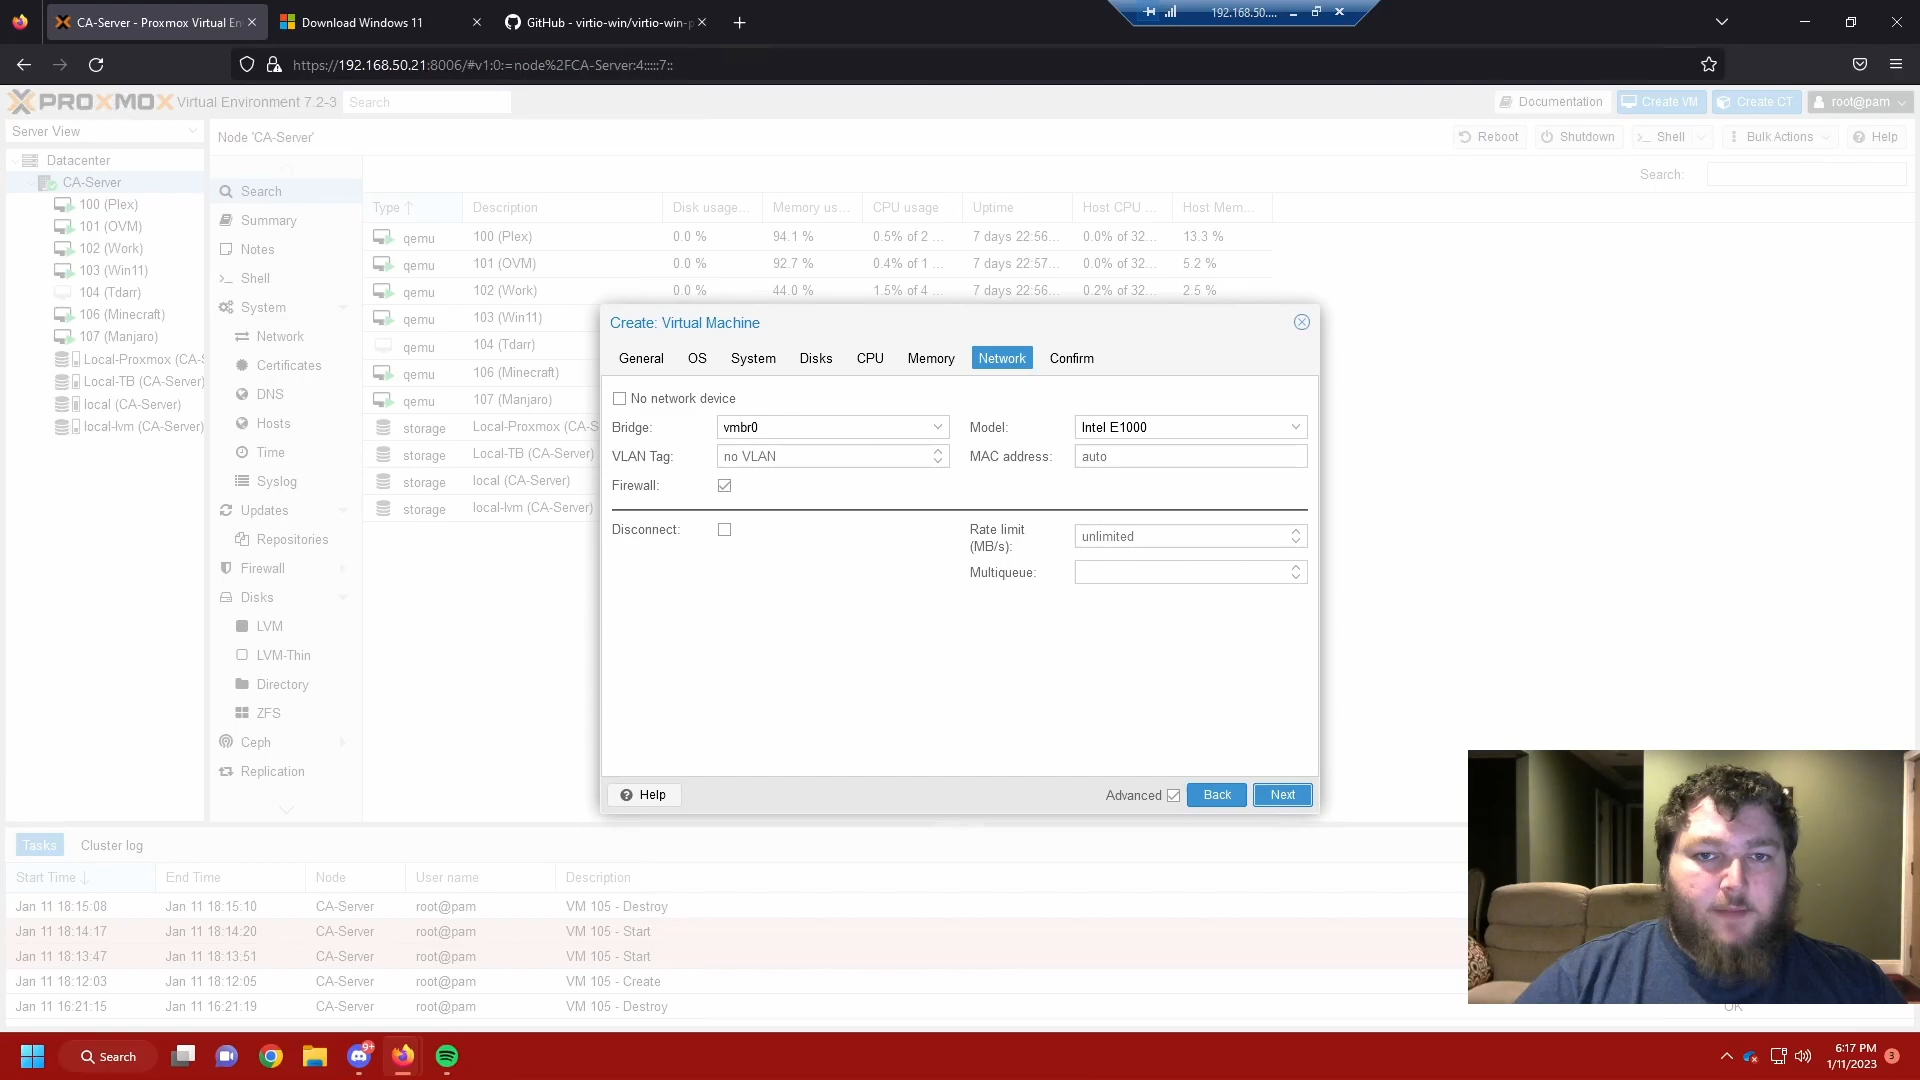 CA-Server - Proxmox Virtual En
Download Windows 11
GitHub - virtio-win/virtio-win-p
192.168.50....
https://192.168.50.21:8006/#v1:0:=node%2FCA-Server:4:::::7::
PROXMOX Virtual Environment 7.2-3
Search
Documentation
Create VM
Create CT
root@pam
Server View
Node 'CA-Server'
Reboot
Shutdown
Shell
Bulk Actions
Help
Datacenter
CA-Server
100 (Plex)
101 (OVM)
102 (Work)
103 (Win11)
104 (Tdarr)
106 (Minecraft)
107 (Manjaro)
Local-Proxmox (CA-S
Local-TB (CA-Server)
local (CA-Server)
local-lvm (CA-Server)
Search
Summary
Notes
Shell
System
Network
Certificates
DNS
Hosts
Time
Syslog
Updates
Repositories
Firewall
Disks
LVM
LVM-Thin
Directory
ZFS
Ceph
Replication
Search:
Type Description Disk usage... Memory us... CPU usage Uptime Host CPU ... Host Mem...
qemu 100 (Plex) 0.0 % 94.1 % 0.5% of 2 ... 7 days 22:56... 0.0% of 32... 13.3 %
qemu 101 (OVM) 0.0 % 92.7 % 0.4% of 1 ... 7 days 22:57... 0.0% of 32... 5.2 %
qemu 102 (Work) 0.0 % 44.0 % 1.5% of 4 ... 7 days 22:56... 0.2% of 32... 2.5 %
qemu 103 (Win11)
qemu 104 (Tdarr)
qemu 106 (Minecraft)
qemu 107 (Manjaro)
storage Local-Proxmox (CA-S
storage Local-TB (CA-Server)
storage local (CA-Server)
storage local-lvm (CA-Server)
Create: Virtual Machine
General OS System Disks CPU Memory Network Confirm
No network device
Bridge: vmbr0 Model: Intel E1000
VLAN Tag: no VLAN MAC address: auto
Firewall:
Disconnect: Rate limit (MB/s): unlimited
Multiqueue:
Help
Advanced
Back
Next
Tasks Cluster log
Start Time End Time Node User name Description
Jan 11 18:15:08 Jan 11 18:15:10 CA-Server root@pam VM 105 - Destroy
Jan 11 18:14:17 Jan 11 18:14:20 CA-Server root@pam VM 105 - Start
Jan 11 18:13:47 Jan 11 18:13:51 CA-Server root@pam VM 105 - Start
Jan 11 18:12:03 Jan 11 18:12:05 CA-Server root@pam VM 105 - Create
Jan 11 16:21:15 Jan 11 16:21:19 CA-Server root@pam VM 105 - Destroy OK
Search
9+
6:17 PM
1/11/2023
3